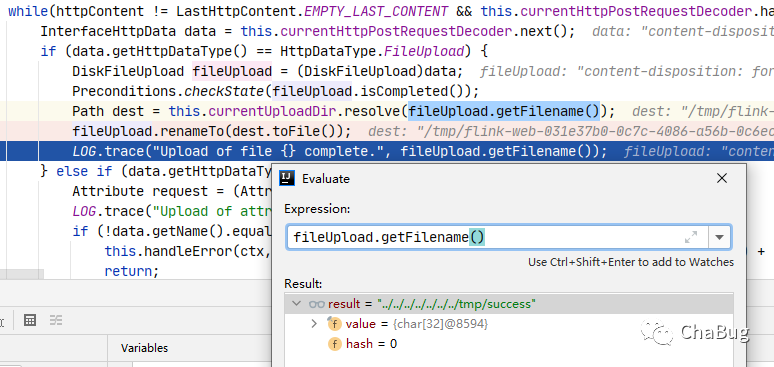 while(httpContent != LastHttpContent.EMPTY_LAST_CONTENT && this.currentHttpPostRequestDecoder.ha
InterfaceHttpData data = this.currentHttpPostRequestDecoder.next(); data: "content-disposit
if (data.getHttpDataType() == HttpDataType.FileUpload) {
DiskFileUpload fileUpload = (DiskFileUpload)data; fileUpload: "content-disposition: for
Preconditions.checkState(fileUpload.isCompleted());
Path dest = this.currentUploadDir.resolve(fileUpload.getFilename()); dest: "/tmp/flink-
fileUpload.renameTo(dest.toFile()); dest: "/tmp/flink-web-031e37b0-0c7c-4086-a56b-0c6ed
LOG.trace("Upload of file {} complete.", fileUpload.getFilename()); fileUpload: "conten
} else if (data.getHttpDataTyp
Attribute request = (Attr
LOG.trace("Upload of attr
if (!data.getName().equal
this.handleError(ctx,
) +
return;
Evaluate
Expression:
fileUpload.getFilename()
Use Ctrl+Shift+Enter to add to Watches
Result:
result = "../../../../../../../tmp/success"
value = {char[32]@8594}
hash = 0
Variables
ChaBug